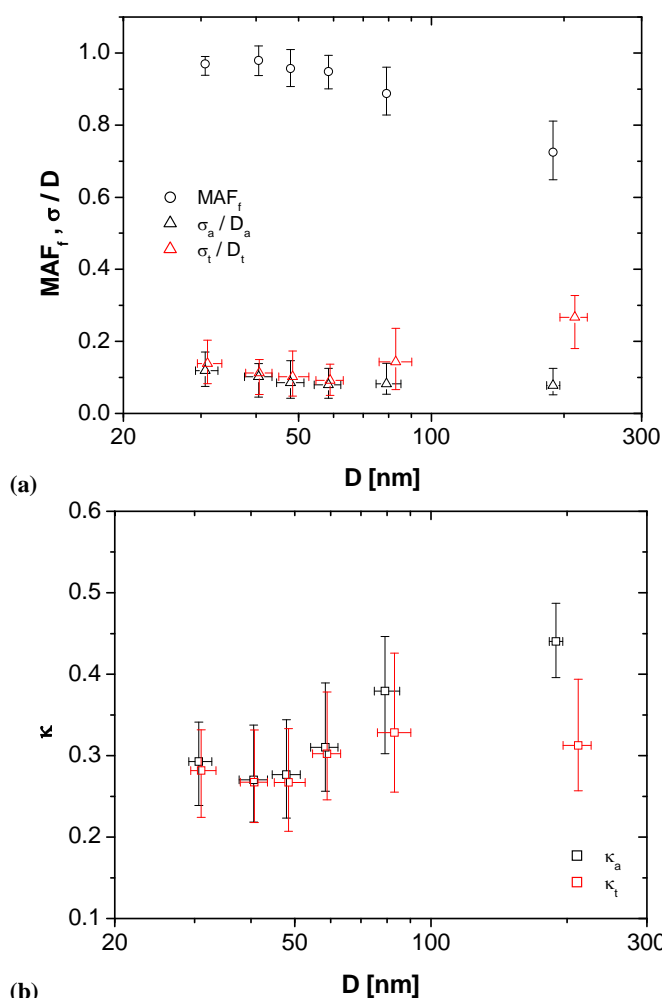 1.0
0.8
0.6
0.4
0.2
0.0
MAF_f , σ / D
MAF_f
σ_a / D_a
σ_t / D_t
20 50 100 300
D [nm]
(a)
0.6
0.5
0.4
0.3
0.2
0.1
κ
κ_a
κ_t
20 50 100 300
D [nm]
(b)